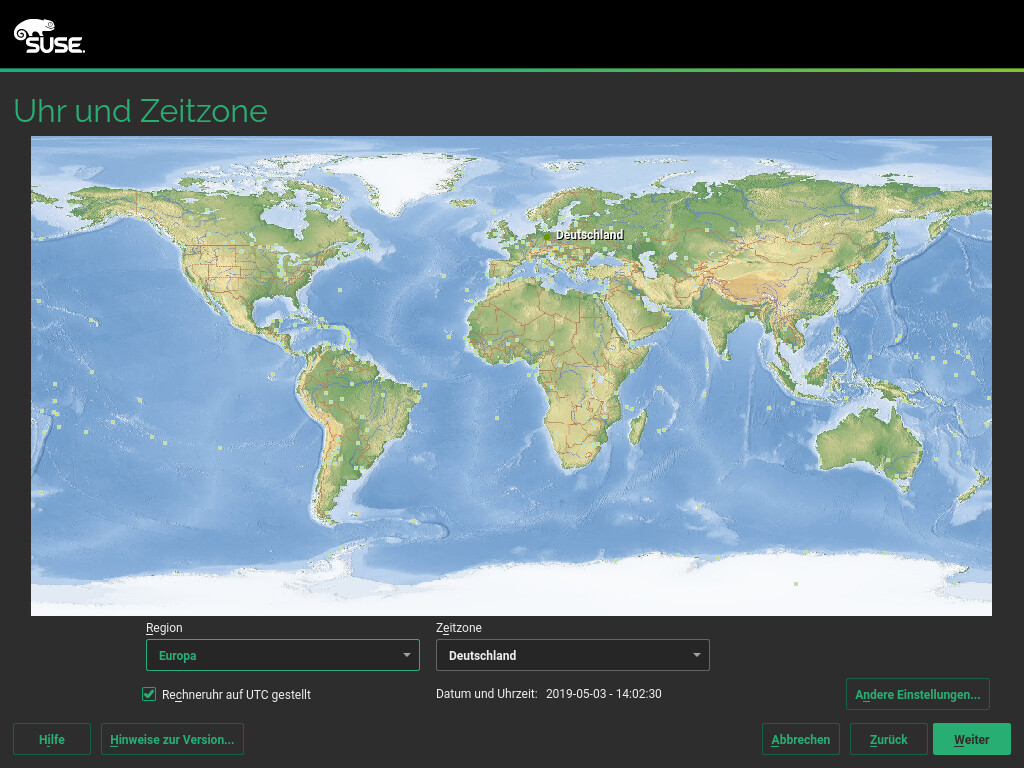 SUSE.
Uhr und Zeitzone
Deutschland
Region
Zeitzone
Europa
Deutschland
Rechneruhr auf UTC gestellt
Datum und Uhrzeit: 2019-05-03 - 14:02:30
Andere Einstellungen...
Hilfe
Hinweise zur Version...
Abbrechen
Zurück
Weiter